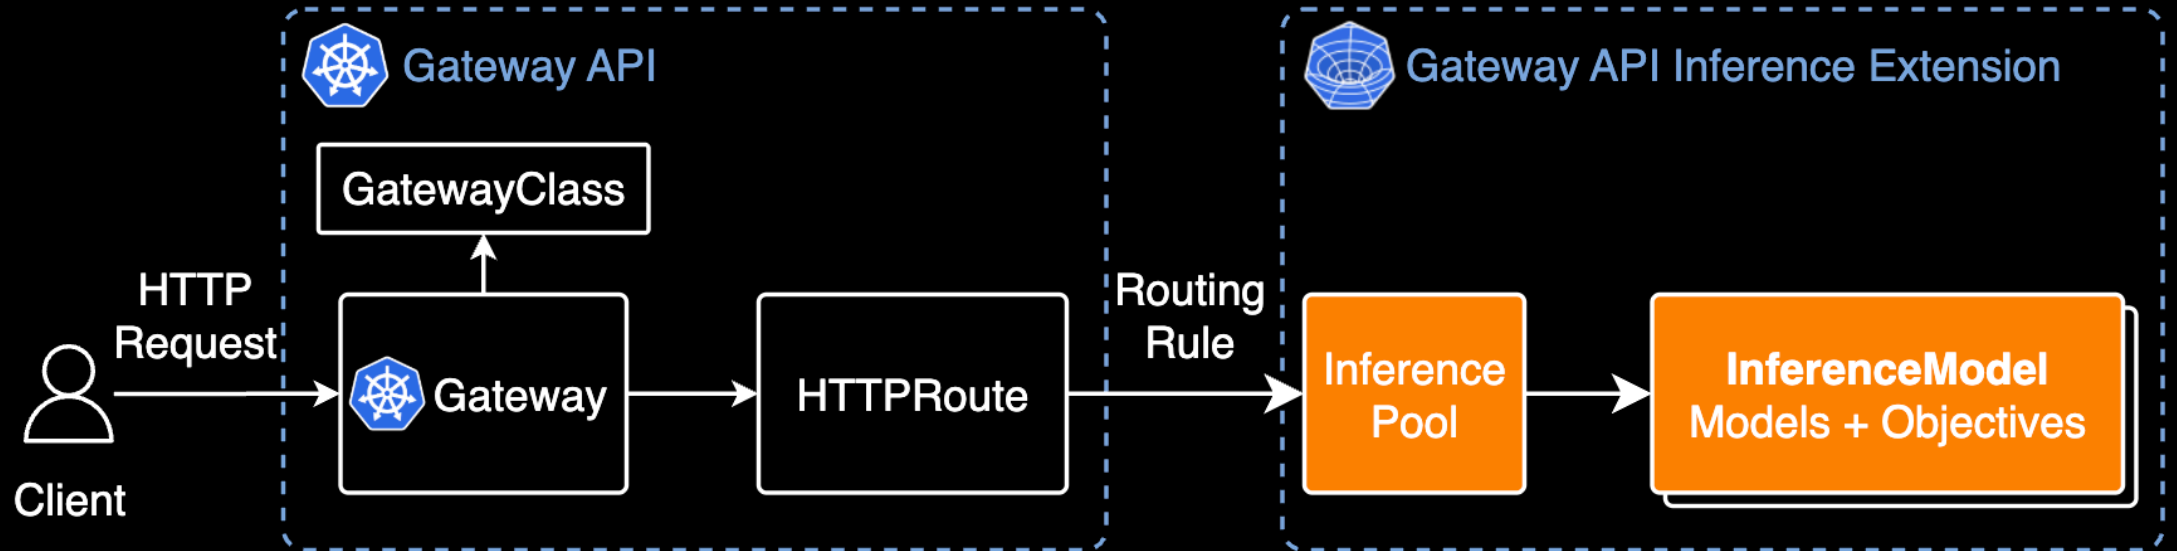 Gateway API
Gateway API Inference Extension
GatewayClass
HTTP
Request
Routing
Rule
Client
Gateway
HTTPRoute
Inference
Pool
InferenceModel
Models + Objectives